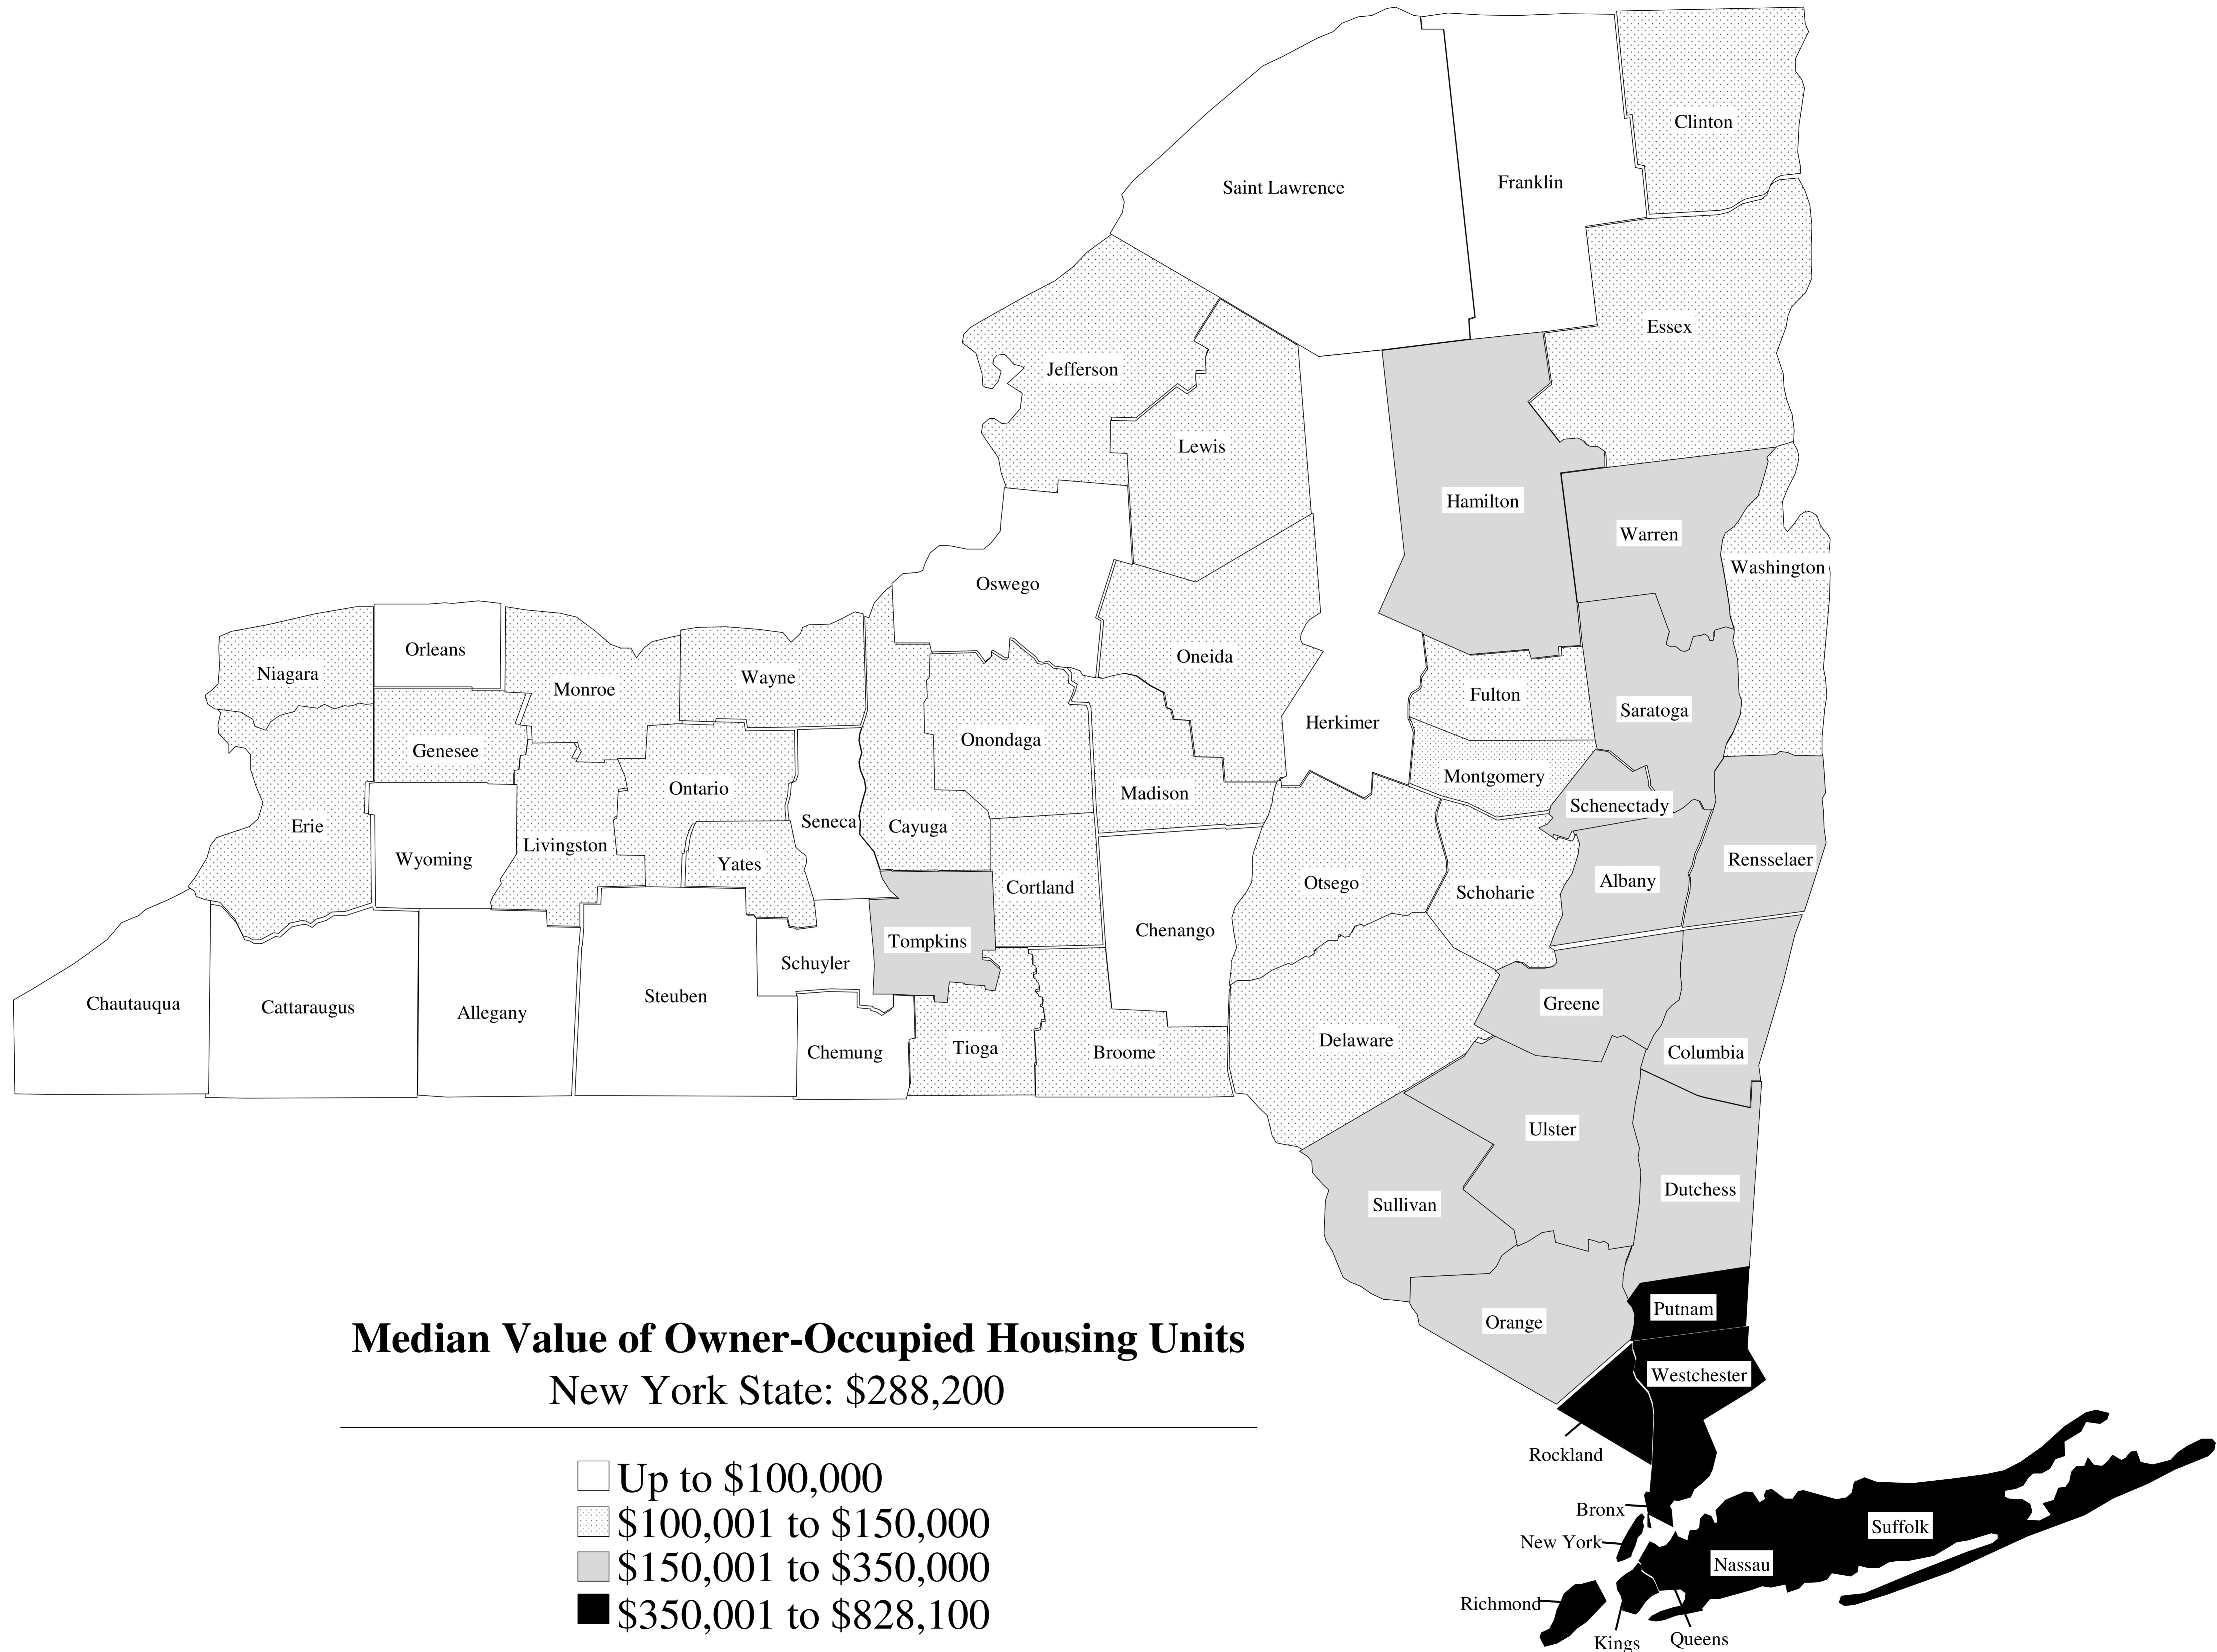 Clinton
Saint Lawrence
Franklin
Essex
Jefferson
Lewis
Hamilton
Warren
Washington
Oswego
Orleans
Niagara
Monroe
Wayne
Oneida
Fulton
Saratoga
Herkimer
Genesee
Onondaga
Montgomery
Ontario
Madison
Schenectady
Seneca
Cayuga
Erie
Livingston
Wyoming
Yates
Rensselaer
Cortland
Otsego
Albany
Schoharie
Chenango
Tompkins
Schuyler
Steuben
Chautauqua
Cattaraugus
Allegany
Greene
Delaware
Tioga
Broome
Chemung
Columbia
Ulster
Dutchess
Sullivan
Putnam
Orange
Median Value of Owner-Occupied Housing Units
New York State: $288,200
Westchester
Rockland
Up to $100,000
$100,001 to $150,000
$150,001 to $350,000
$350,001 to $828,100
Bronx
Suffolk
New York
Nassau
Richmond
Kings
Queens